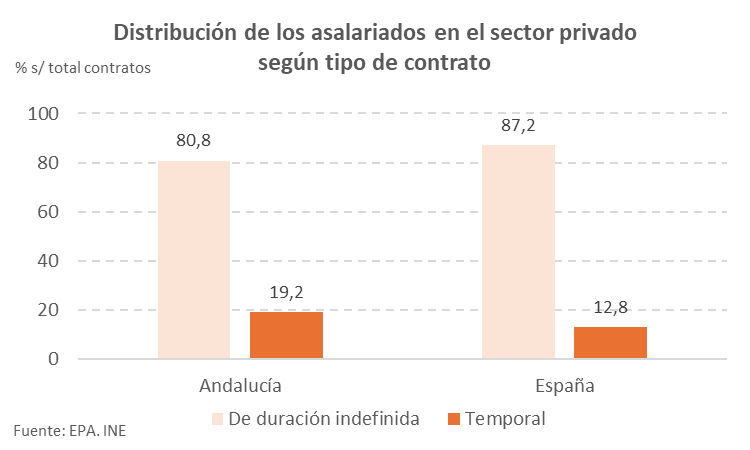 Distribución de los asalariados en el sector privado
según tipo de contrato
% s/ total contratos
100
80
60
40
20
0
80,8
19,2
87,2
12,8
Andalucía
España
De duración indefinida
Temporal
Fuente: EPA. INE